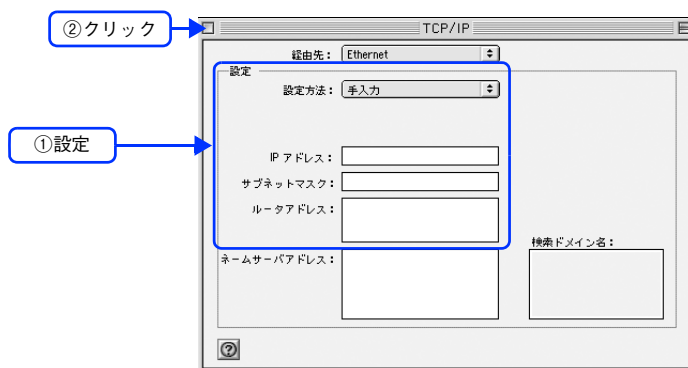 ②クリック
TCP/IP
経由先： Ethernet
設定
設定方法： 手入力
①設定
IP アドレス：
サブネットマスク：
ルータアドレス：
検索ドメイン名：
ネームサーバアドレス：
?